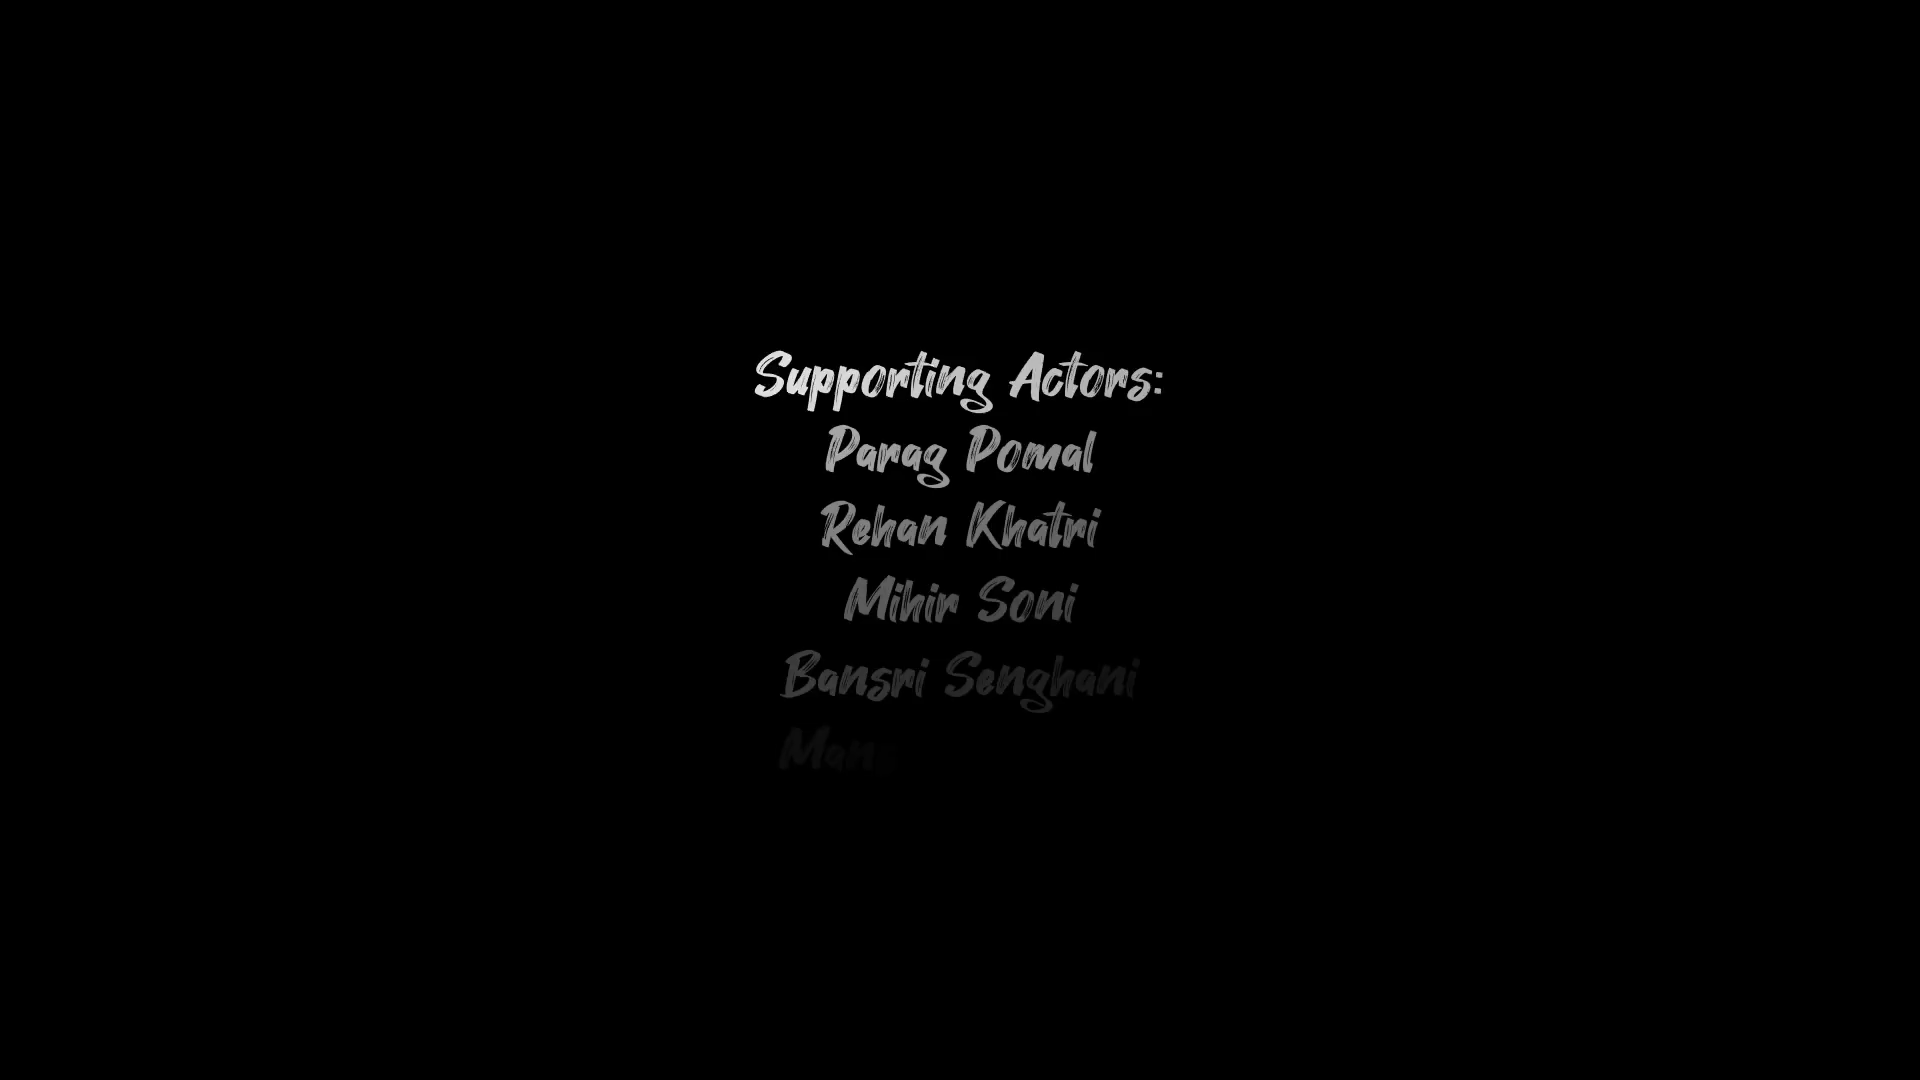 Supporting Actors:
Parag Pomal
Rehan Khatri
Mihir Soni
Bansri Senghani